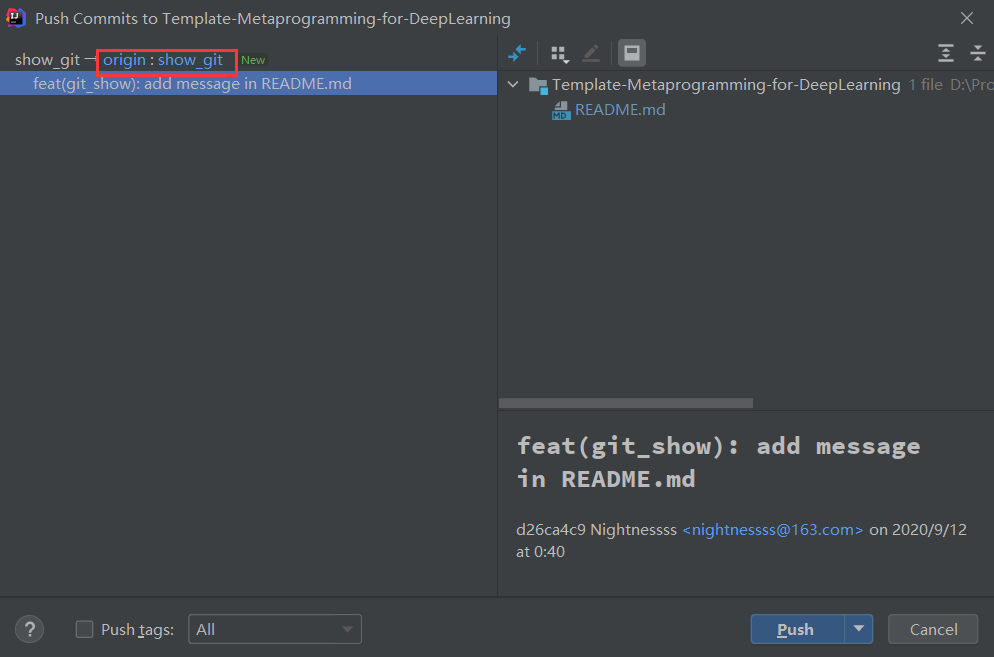 Push Commits to Template-Metaprogramming-for-DeepLearning
show_git → origin : show_git New
feat(git_show): add message in README.md
Template-Metaprogramming-for-DeepLearning 1 file D:\Pro
README.md
feat(git_show): add message
in README.md
d26ca4c9 Nightnessss <nightnessss@163.com> on 2020/9/12
at 0:40
? Push tags: All Push Cancel